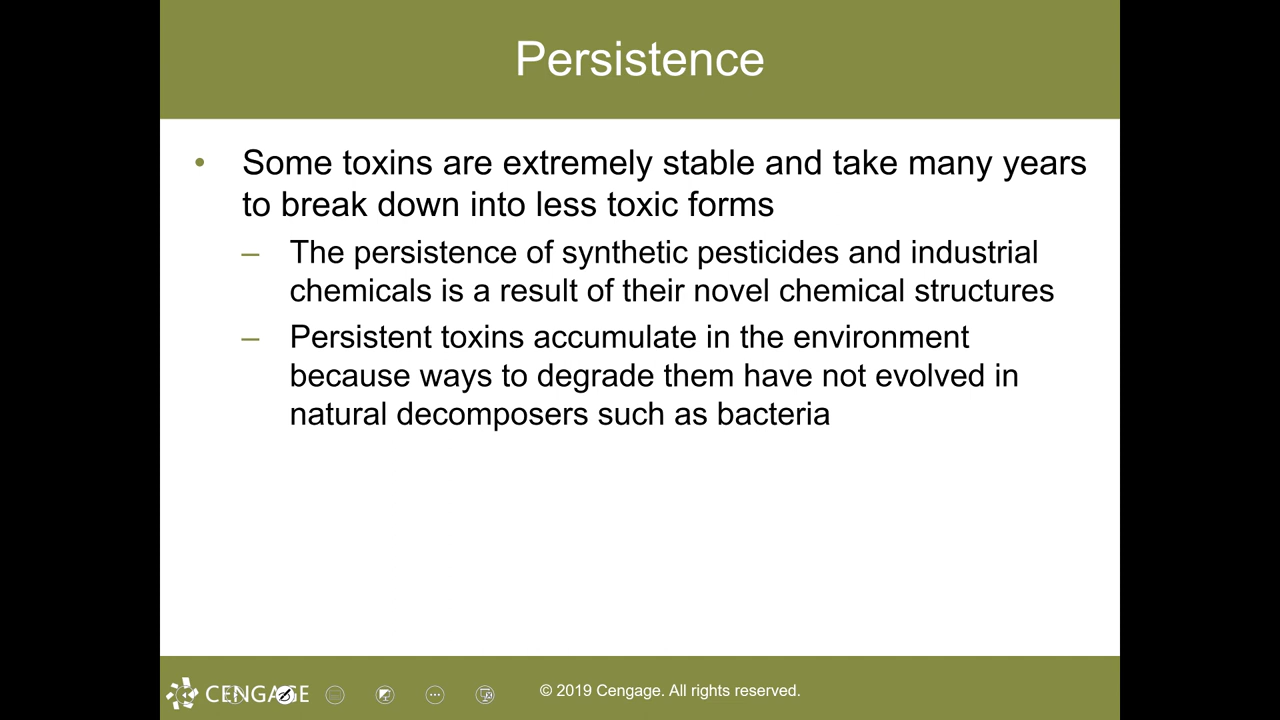 Persistence
• Some toxins are extremely stable and take many years
to break down into less toxic forms
– The persistence of synthetic pesticides and industrial
chemicals is a result of their novel chemical structures
– Persistent toxins accumulate in the environment
because ways to degrade them have not evolved in
natural decomposers such as bacteria
CENGAGE
© 2019 Cengage. All rights reserved.